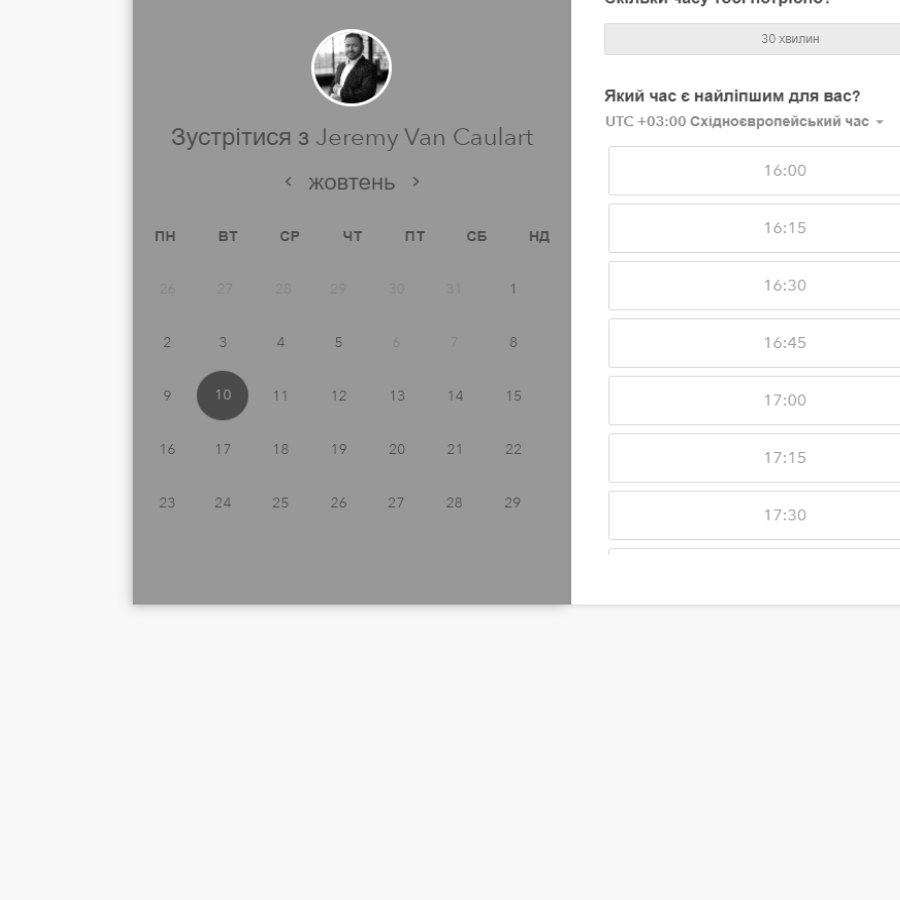 Скільки часу тобі потрібно?
30 хвилин
Який час є найліпшим для вас?
UTC +03:00 Східноєвропейський час
16:00
16:15
16:30
16:45
17:00
17:15
17:30
Зустрітися з Jeremy Van Caulart
жовтень
ПН ВТ СР ЧТ ПТ СБ НД
26 27 28 29 30 31 1
2 3 4 5 6 7 8
9 10 11 12 13 14 15
16 17 18 19 20 21 22
23 24 25 26 27 28 29